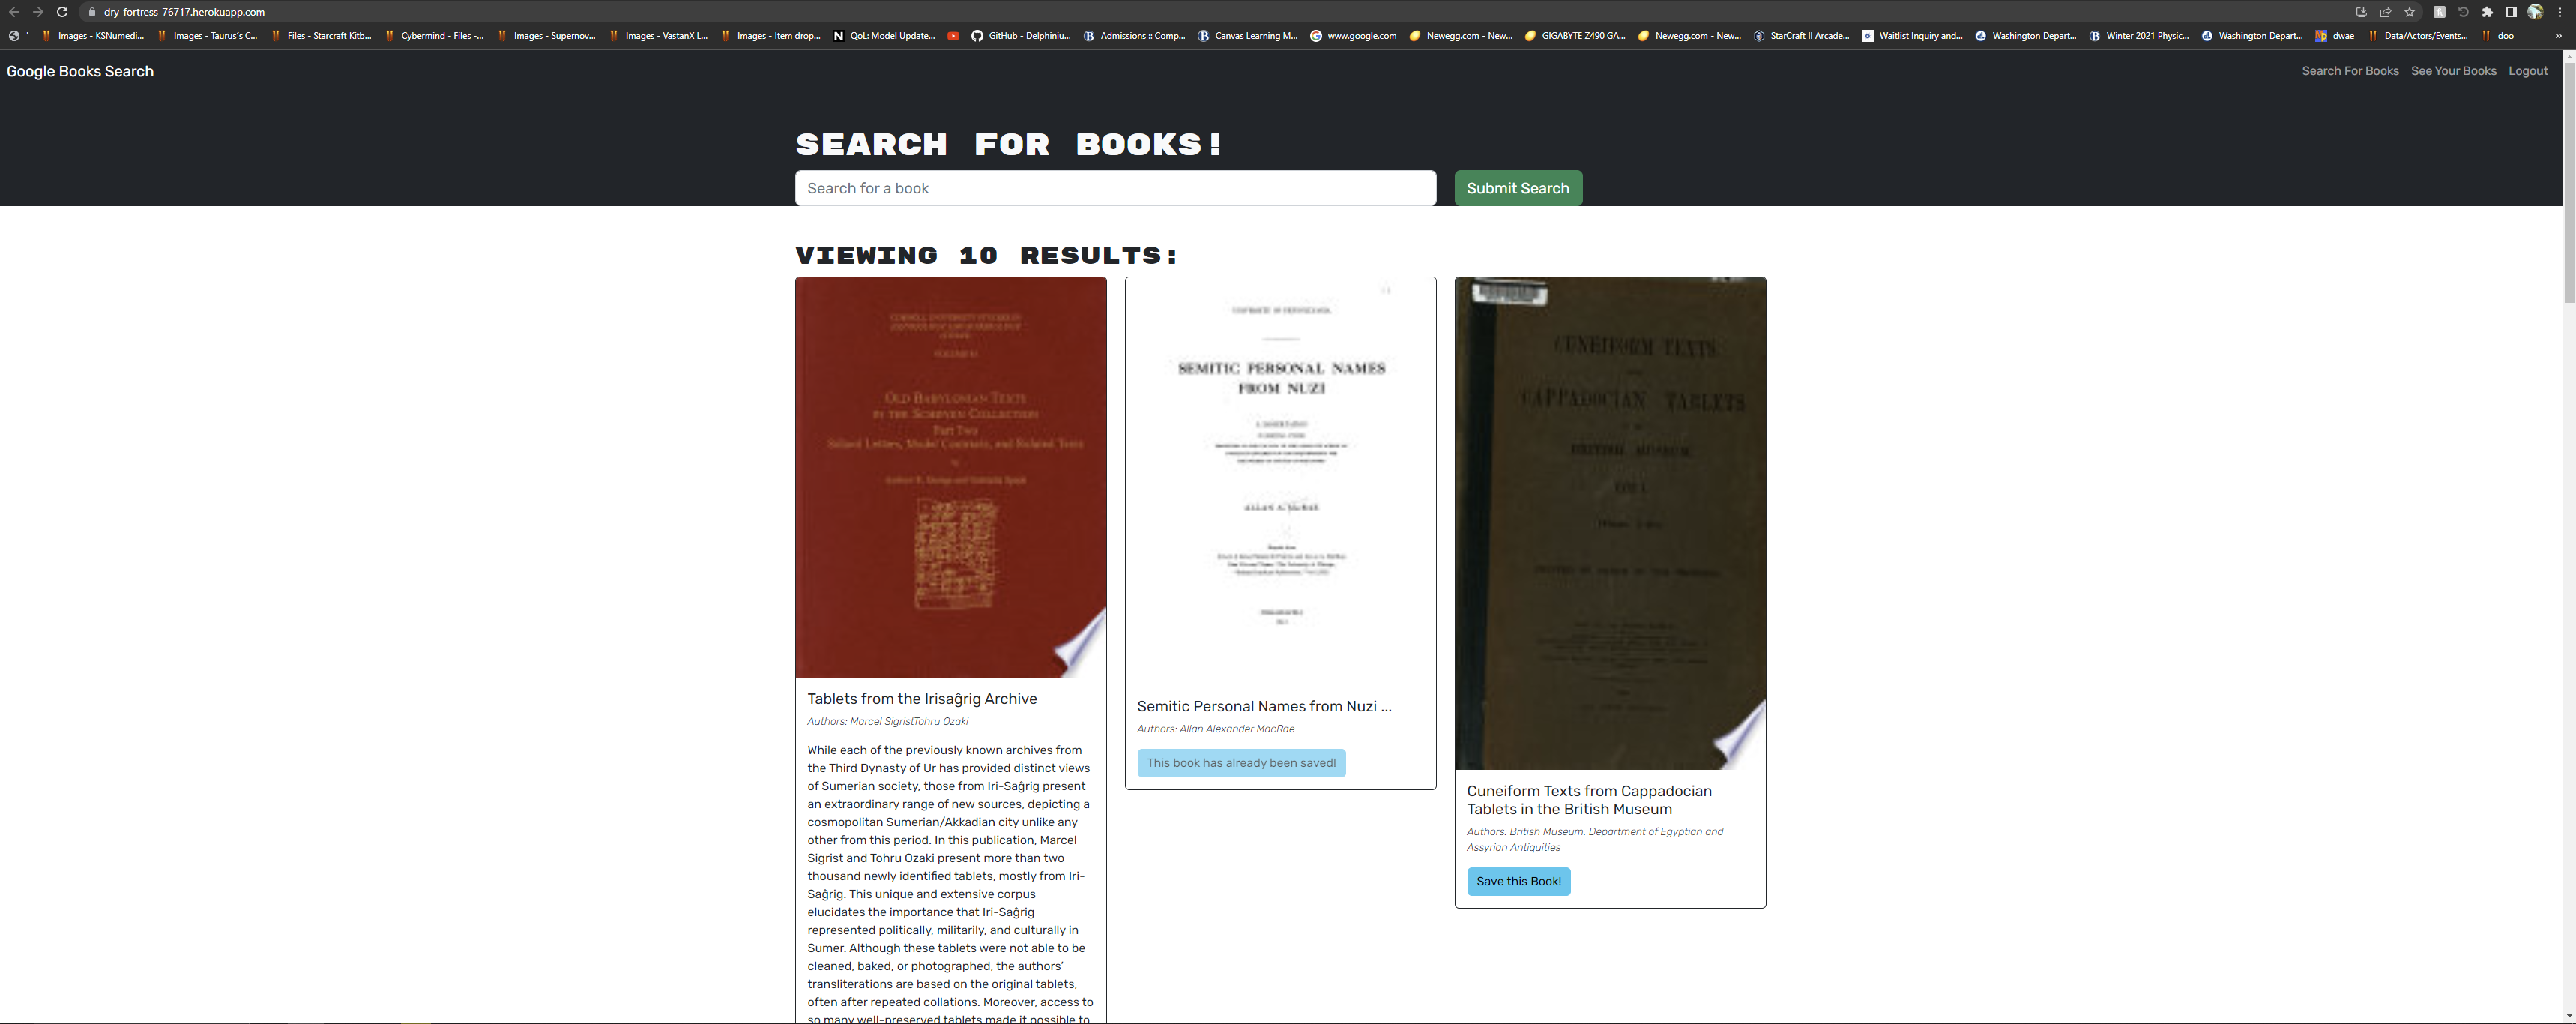 dry-fortress-76717.herokuapp.com
Images - KSNumedi...
Images - Taurus's C...
Files - Starcraft Kitb...
Cybermind - Files -...
Images - Supernov...
Images - VastanX L...
Images - Item drop...
QoL: Model Update...
GitHub - Delphiniu...
Admissions :: Comp...
Canvas Learning M...
www.google.com
Newegg.com - New...
GIGABYTE Z490 GA...
Newegg.com - New...
StarCraft II Arcade...
Waitlist Inquiry and...
Washington Depart...
Winter 2021 Physic...
Washington Depart...
dwae
Data/Actors/Events...
doo
»
Google Books Search
Search For Books
See Your Books
Logout
SEARCH FOR BOOKS!
Search for a book
Submit Search
VIEWING 10 RESULTS:
OLD BABYLONIAN TEXTS
IN THE SCHØYEN COLLECTION
Part Two
Tablets from the Irisaĝrig Archive
Authors: Marcel SigristTohru Ozaki
While each of the previously known archives from
the Third Dynasty of Ur has provided distinct views
of Sumerian society, those from Iri-Saĝrig present
an extraordinary range of new sources, depicting a
cosmopolitan Sumerian/Akkadian city unlike any
other from this period. In this publication, Marcel
Sigrist and Tohru Ozaki present more than two
thousand newly identified tablets, mostly from Iri-
Saĝrig. This unique and extensive corpus
elucidates the importance that Iri-Saĝrig
represented politically, militarily, and culturally in
Sumer. Although these tablets were not able to be
cleaned, baked, or photographed, the authors'
transliterations are based on the original tablets,
often after repeated collations. Moreover, access to
so many well-preserved tablets made it possible to
UNIVERSITY OF PENNSYLVANIA
SEMITIC PERSONAL NAMES
FROM NUZI
A DISSERTATION
ALLAN A. MACRAE
PHILADELPHIA
Semitic Personal Names from Nuzi ...
Authors: Allan Alexander MacRae
This book has already been saved!
CUNEIFORM TEXTS
CAPPADOCIAN TABLETS
BRITISH MUSEUM
Cuneiform Texts from Cappadocian
Tablets in the British Museum
Authors: British Museum. Department of Egyptian and
Assyrian Antiquities
Save this Book!